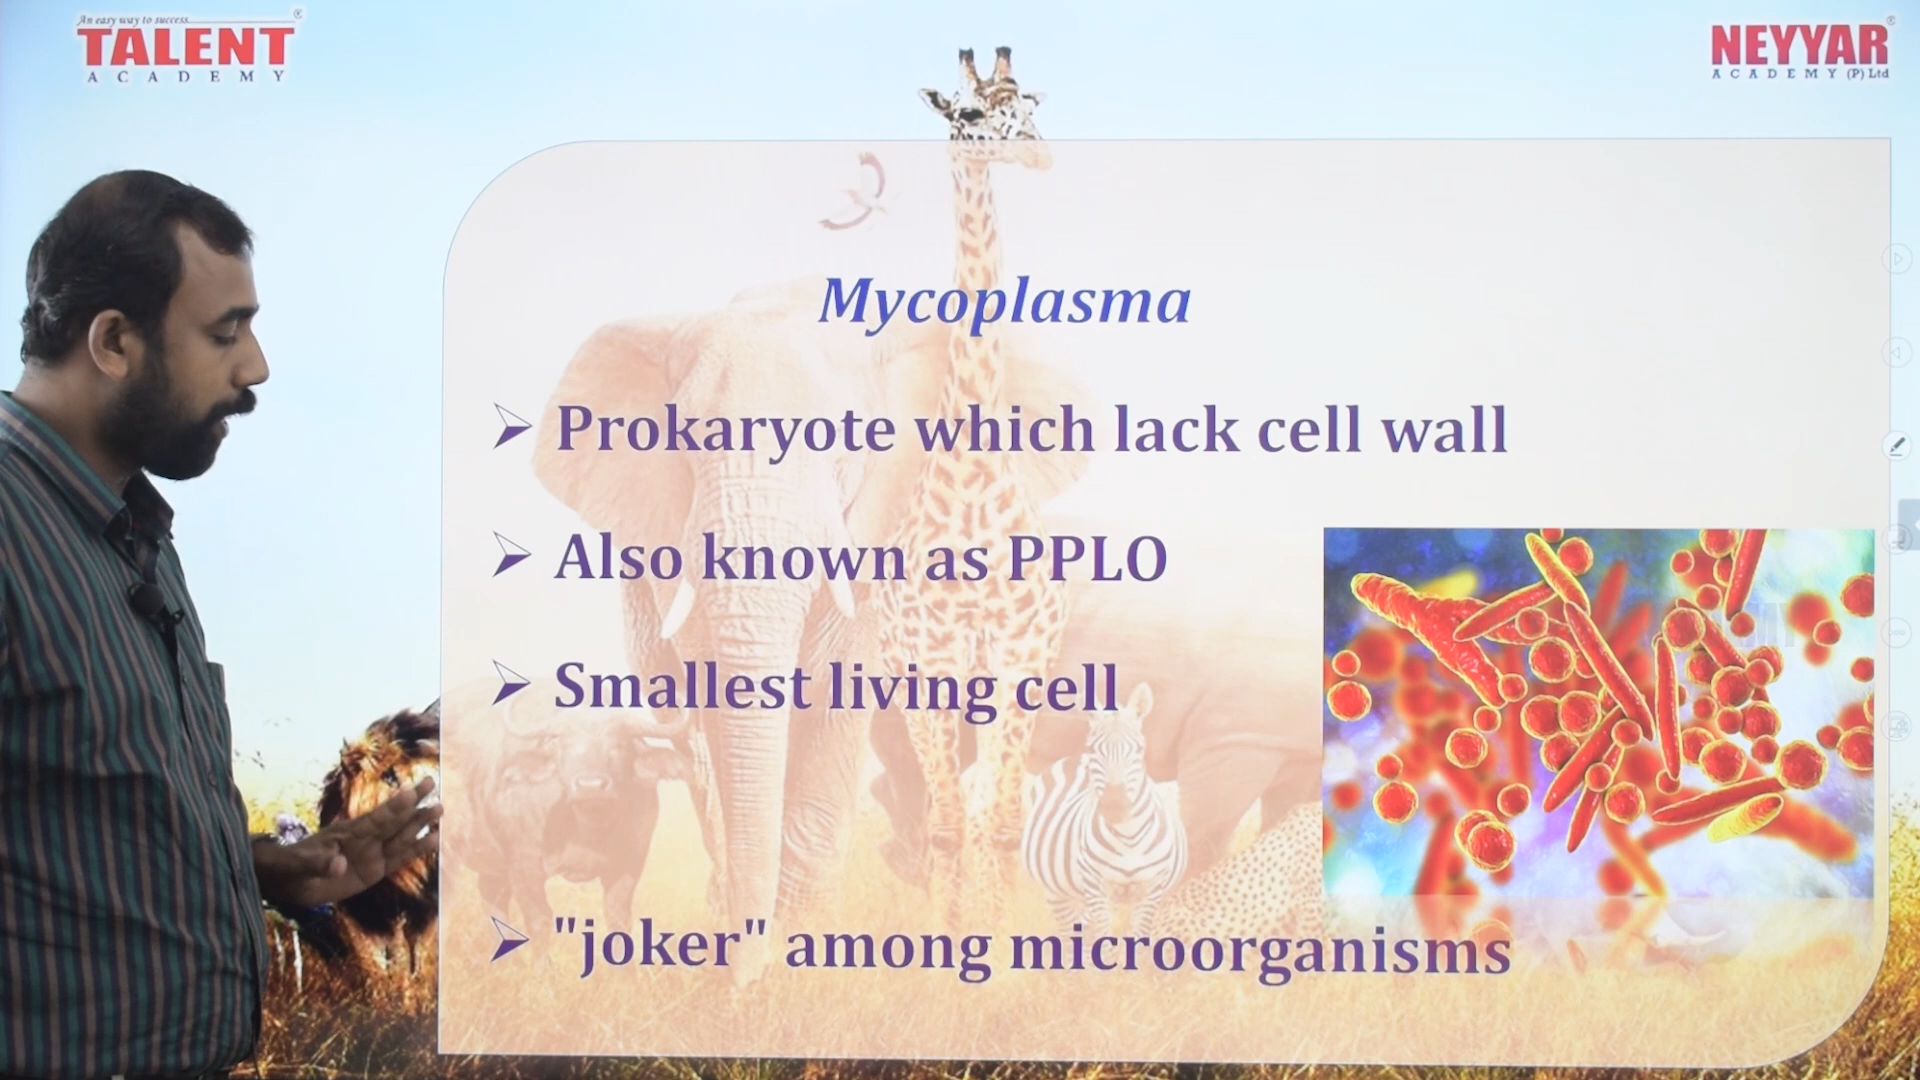 An easy way to success
TALENT
ACADEMY
NEYYAR
ACADEMY (P) Ltd
Mycoplasma
Prokaryote which lack cell wall
Also known as PPLO
Smallest living cell
"joker" among microorganisms